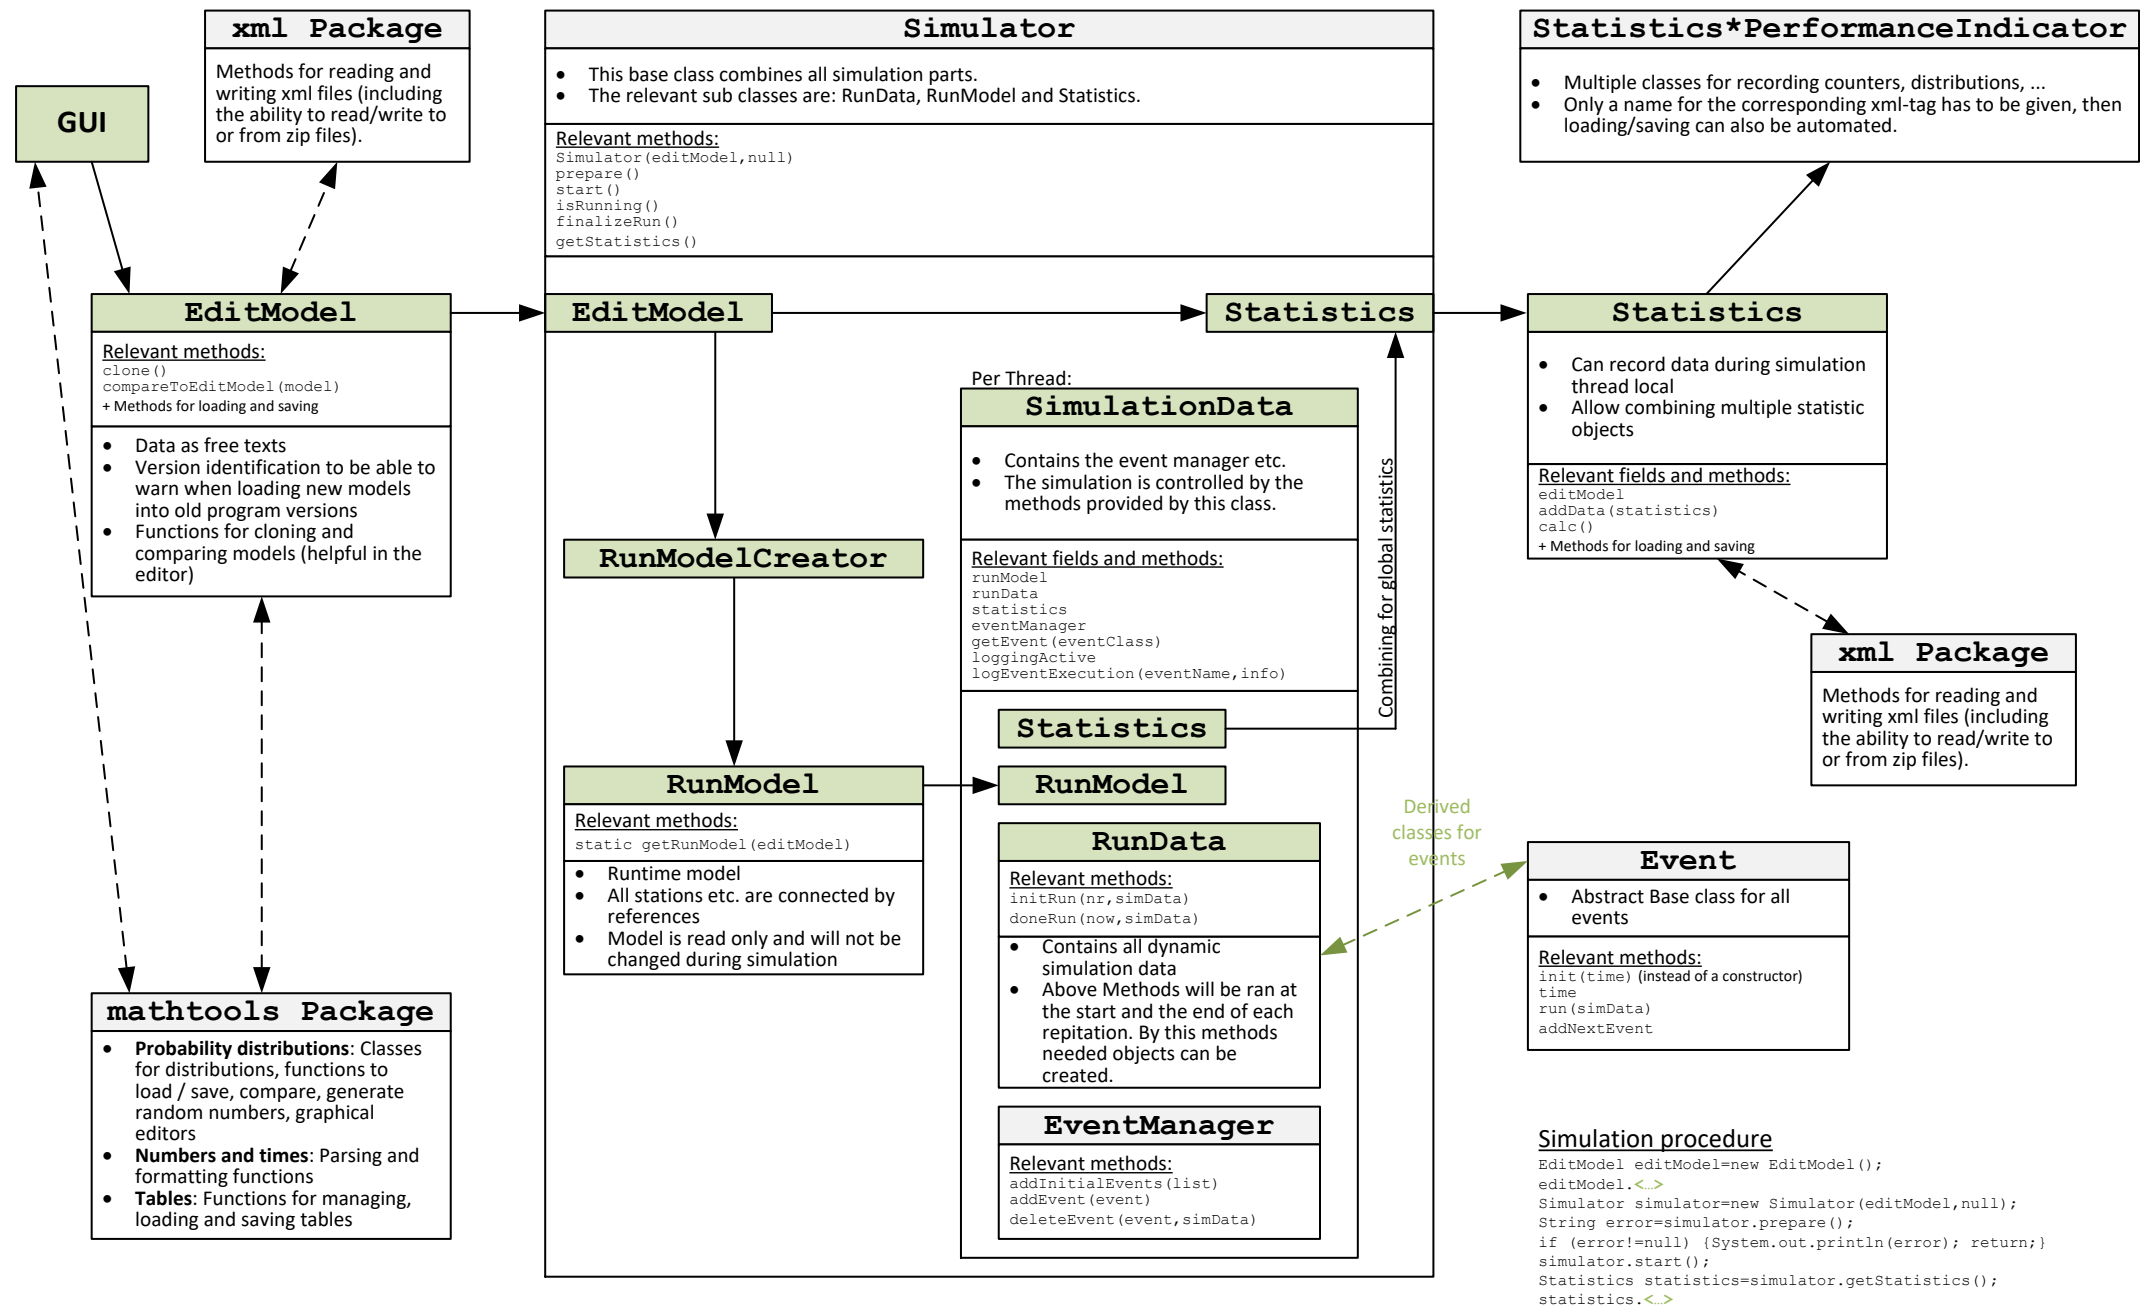 GUI
xml Package
Methods for reading and
writing xml files (including
the ability to read/write to
or from zip files).
EditModel
Relevant methods:
clone()
compareToEditModel(model)
+ Methods for loading and saving
• Data as free texts
• Version identification to be able to
warn when loading new models
into old program versions
• Functions for cloning and
comparing models (helpful in the
editor)
mathtools Package
• Probability distributions: Classes
for distributions, functions to
load / save, compare, generate
random numbers, graphical
editors
• Numbers and times: Parsing and
formatting functions
• Tables: Functions for managing,
loading and saving tables
Simulator
• This base class combines all simulation parts.
• The relevant sub classes are: RunData, RunModel and Statistics.
Relevant methods:
Simulator(editModel,null)
prepare()
start()
isRunning()
finalizeRun()
getStatistics()
EditModel
Statistics
RunModelCreator
RunModel
Relevant methods:
static getRunModel(editModel)
• Runtime model
• All stations etc. are connected by
references
• Model is read only and will not be
changed during simulation
Per Thread:
SimulationData
• Contains the event manager etc.
• The simulation is controlled by the
methods provided by this class.
Relevant fields and methods:
runModel
runData
statistics
eventManager
getEvent(eventClass)
loggingActive
logEventExecution(eventName,info)
Statistics
Combining for global statistics
RunModel
RunData
Relevant methods:
initRun(nr,simData)
doneRun(now,simData)
• Contains all dynamic
simulation data
• Above Methods will be ran at
the start and the end of each
repitation. By this methods
needed objects can be
created.
EventManager
Relevant methods:
addInitialEvents(list)
addEvent(event)
deleteEvent(event,simData)
Statistics*PerformanceIndicator
• Multiple classes for recording counters, distributions, ...
• Only a name for the corresponding xml-tag has to be given, then
loading/saving can also be automated.
Statistics
• Can record data during simulation
thread local
• Allow combining multiple statistic
objects
Relevant fields and methods:
editModel
addData(statistics)
calc()
+ Methods for loading and saving
xml Package
Methods for reading and
writing xml files (including
the ability to read/write to
or from zip files).
Derived
classes for
events
Event
• Abstract Base class for all
events
Relevant methods:
init(time) (instead of a constructor)
time
run(simData)
addNextEvent
Simulation procedure
EditModel editModel=new EditModel();
editModel.<…>
Simulator simulator=new Simulator(editModel,null);
String error=simulator.prepare();
if (error!=null) {System.out.println(error); return;}
simulator.start();
Statistics statistics=simulator.getStatistics();
statistics.<…>